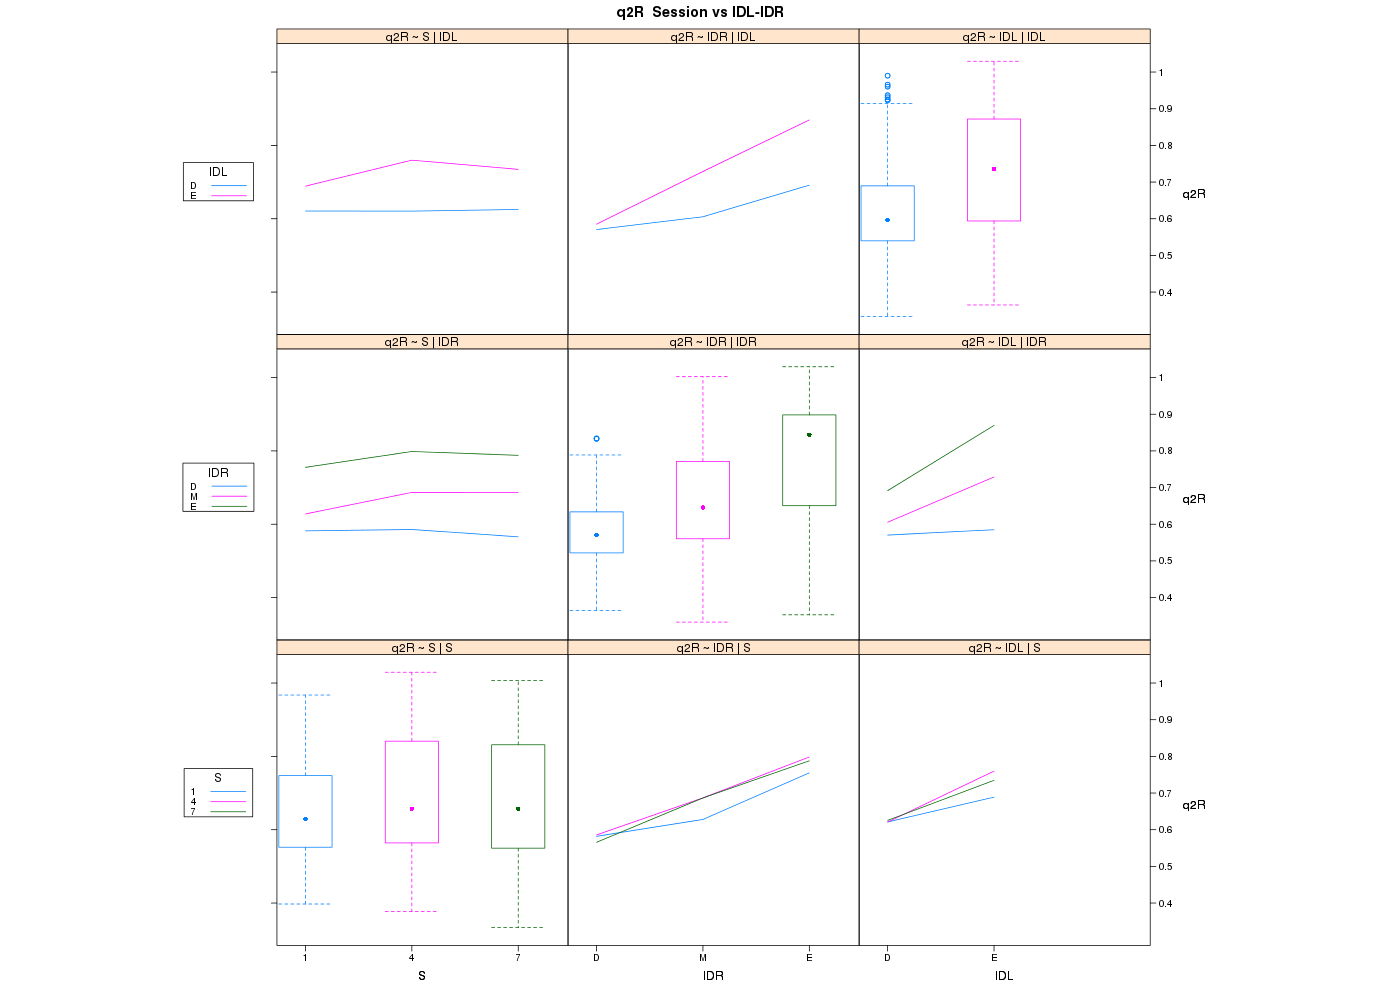 q2R  Session vs IDL-IDR
q2R ~ S | IDL
q2R ~ IDR | IDL
q2R ~ IDL | IDL
IDL
D
E
1
0.9
0.8
0.7
0.6
0.5
0.4
q2R
q2R ~ S | IDR
q2R ~ IDR | IDR
q2R ~ IDL | IDR
IDR
D
M
E
1
0.9
0.8
0.7
0.6
0.5
0.4
q2R
q2R ~ S | S
q2R ~ IDR | S
q2R ~ IDL | S
S
1
4
7
1
0.9
0.8
0.7
0.6
0.5
0.4
q2R
1 4 7
D M E
D E
S
IDR
IDL